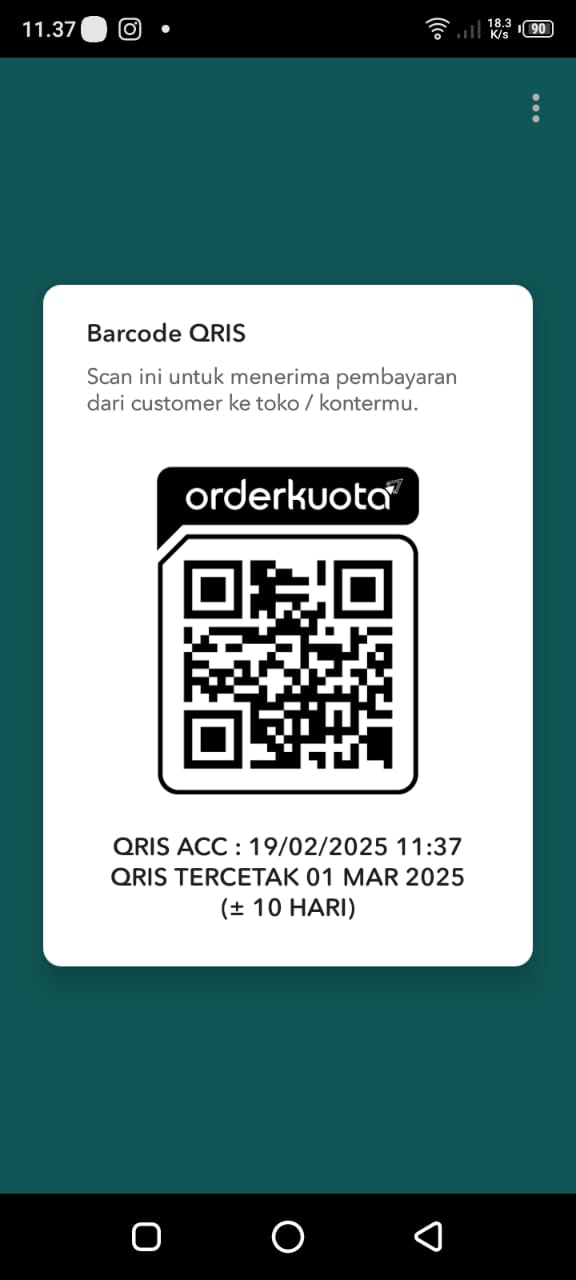 11.37
18.3
K/s
90
Barcode QRIS
Scan ini untuk menerima pembayaran
dari customer ke toko / kontermu.
orderkuota
QRIS ACC : 19/02/2025 11:37
QRIS TERCETAK 01 MAR 2025
(± 10 HARI)